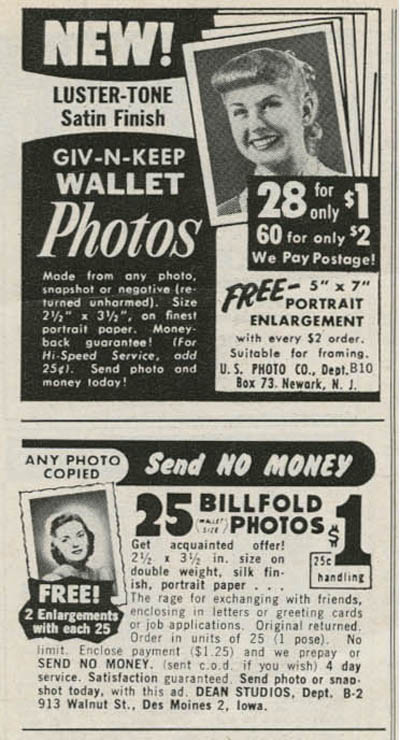 NEW!
LUSTER-TONE
Satin Finish
GIV-N-KEEP
WALLET
Photos
Made from any photo,
snapshot or negative (re-
turned unharmed). Size
2½" x 3½", on finest
portrait paper. Money-
back guarantee! (For
Hi-Speed Service, add
25¢). Send photo and
money today!
28 for only $1
60 for only $2
We Pay Postage!
FREE- 5" x 7"
PORTRAIT
ENLARGEMENT
with every $2 order.
Suitable for framing.
U. S. PHOTO CO., Dept. B10
Box 73. Newark, N. J.
ANY PHOTO
COPIED
Send NO MONEY
25 BILLFOLD
(WALLET SIZE) PHOTOS $1
25c
handling
Get acquainted offer!
2½ x 3½ in. size on
double weight, silk fin-
ish, portrait paper . . .
The rage for exchanging with friends,
enclosing in letters or greeting cards
or job applications. Original returned.
Order in units of 25 (1 pose). No
limit. Enclose payment ($1.25) and we prepay or
SEND NO MONEY. (sent c.o.d. if you wish) 4 day
service. Satisfaction guaranteed. Send photo or snap-
shot today, with this ad. DEAN STUDIOS, Dept. B-2
913 Walnut St., Des Moines 2, Iowa.
FREE!
2 Enlargements
with each 25